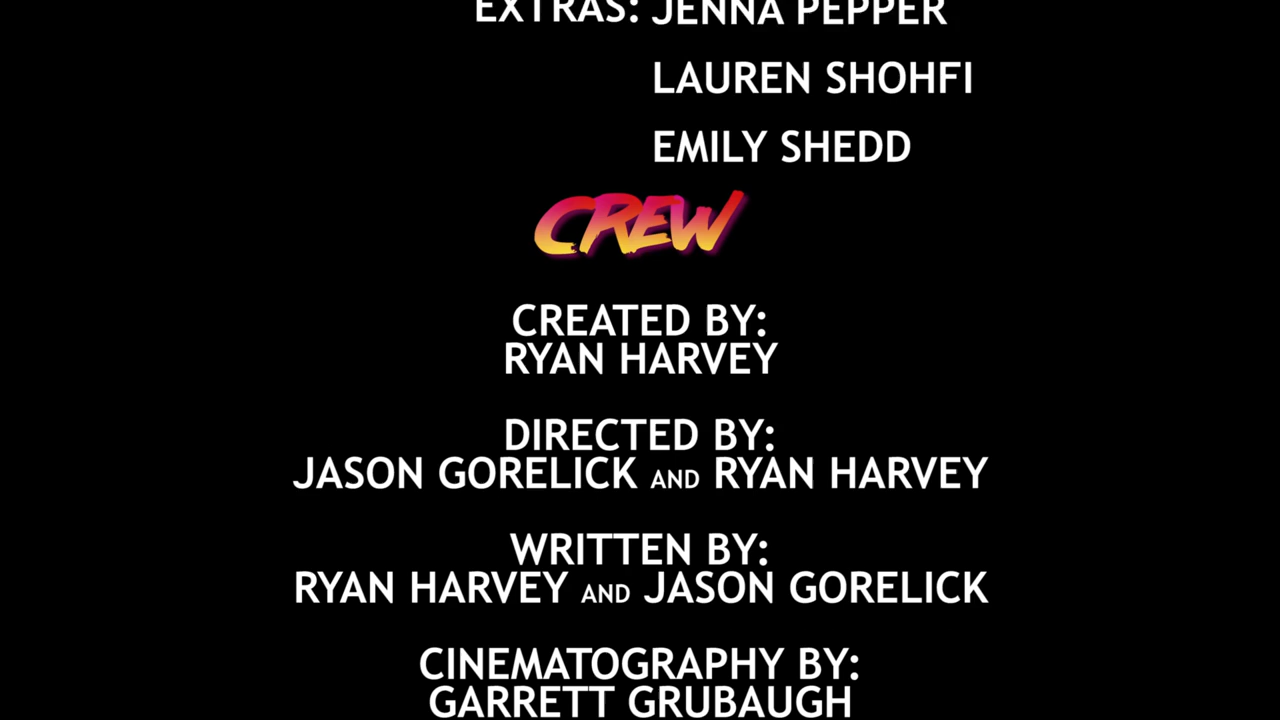 EXTRAS: JENNA PEPPER
LAUREN SHOHFI
EMILY SHEDD
CREW
CREATED BY:
RYAN HARVEY
DIRECTED BY:
JASON GORELICK AND RYAN HARVEY
WRITTEN BY:
RYAN HARVEY AND JASON GORELICK
CINEMATOGRAPHY BY:
GARRETT GRUBAUGH